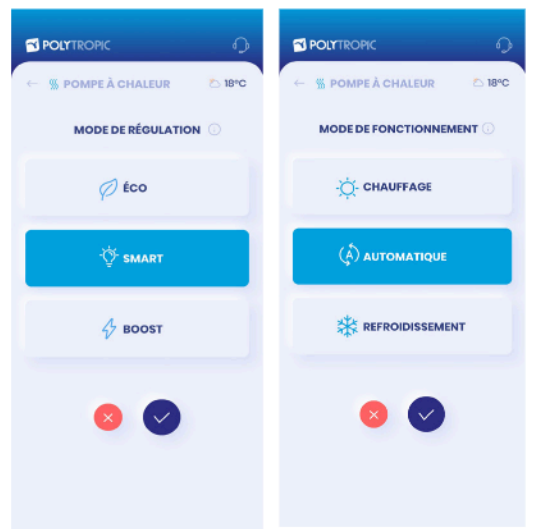 POLYTROPIC
← POMPE À CHALEUR 18°C
MODE DE RÉGULATION
ÉCO
SMART
BOOST
POLYTROPIC
← POMPE À CHALEUR 18°C
MODE DE FONCTIONNEMENT
CHAUFFAGE
A AUTOMATIQUE
REFROIDISSEMENT